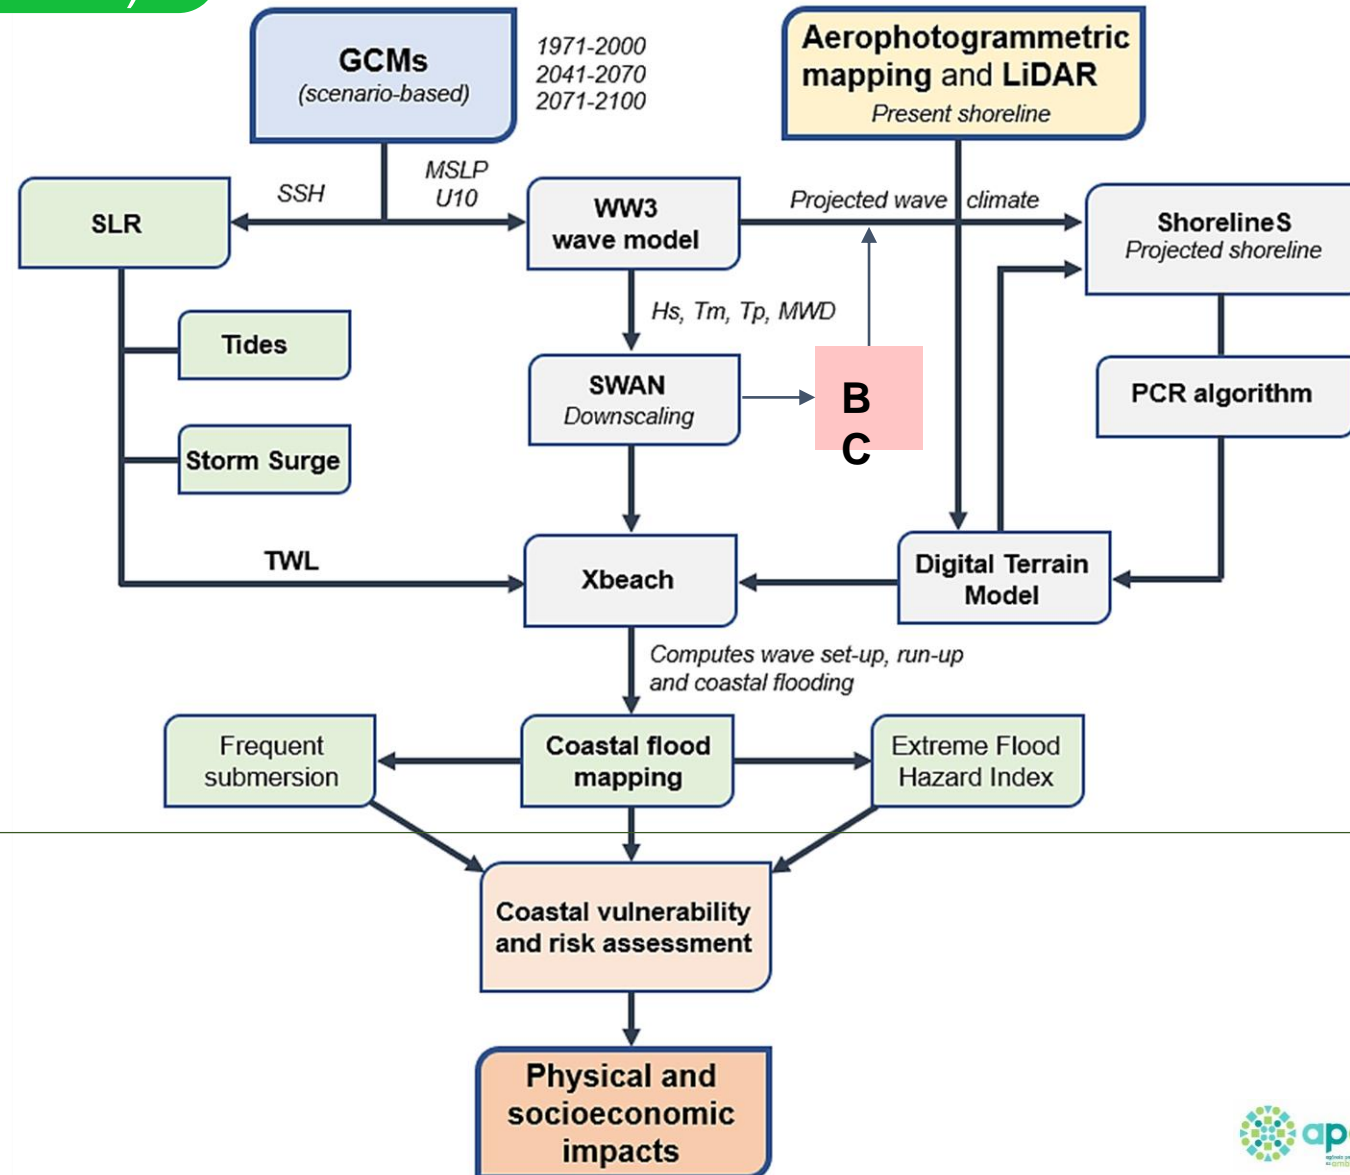 GCMs
(scenario-based)
1971-2000
2041-2070
2071-2100
Aerophotogrammetric
mapping and LiDAR
Present shoreline
SSH
MSLP
U10
SLR
WW3
wave model
Projected wave climate
ShorelineS
Projected shoreline
Tides
Hs, Tm, Tp, MWD
SWAN
Downscaling
B
C
PCR algorithm
Storm Surge
TWL
Xbeach
Digital Terrain
Model
Computes wave set-up, run-up
and coastal flooding
Frequent
submersion
Coastal flood
mapping
Extreme Flood
Hazard Index
Coastal vulnerability
and risk assessment
Physical and
socioeconomic
impacts